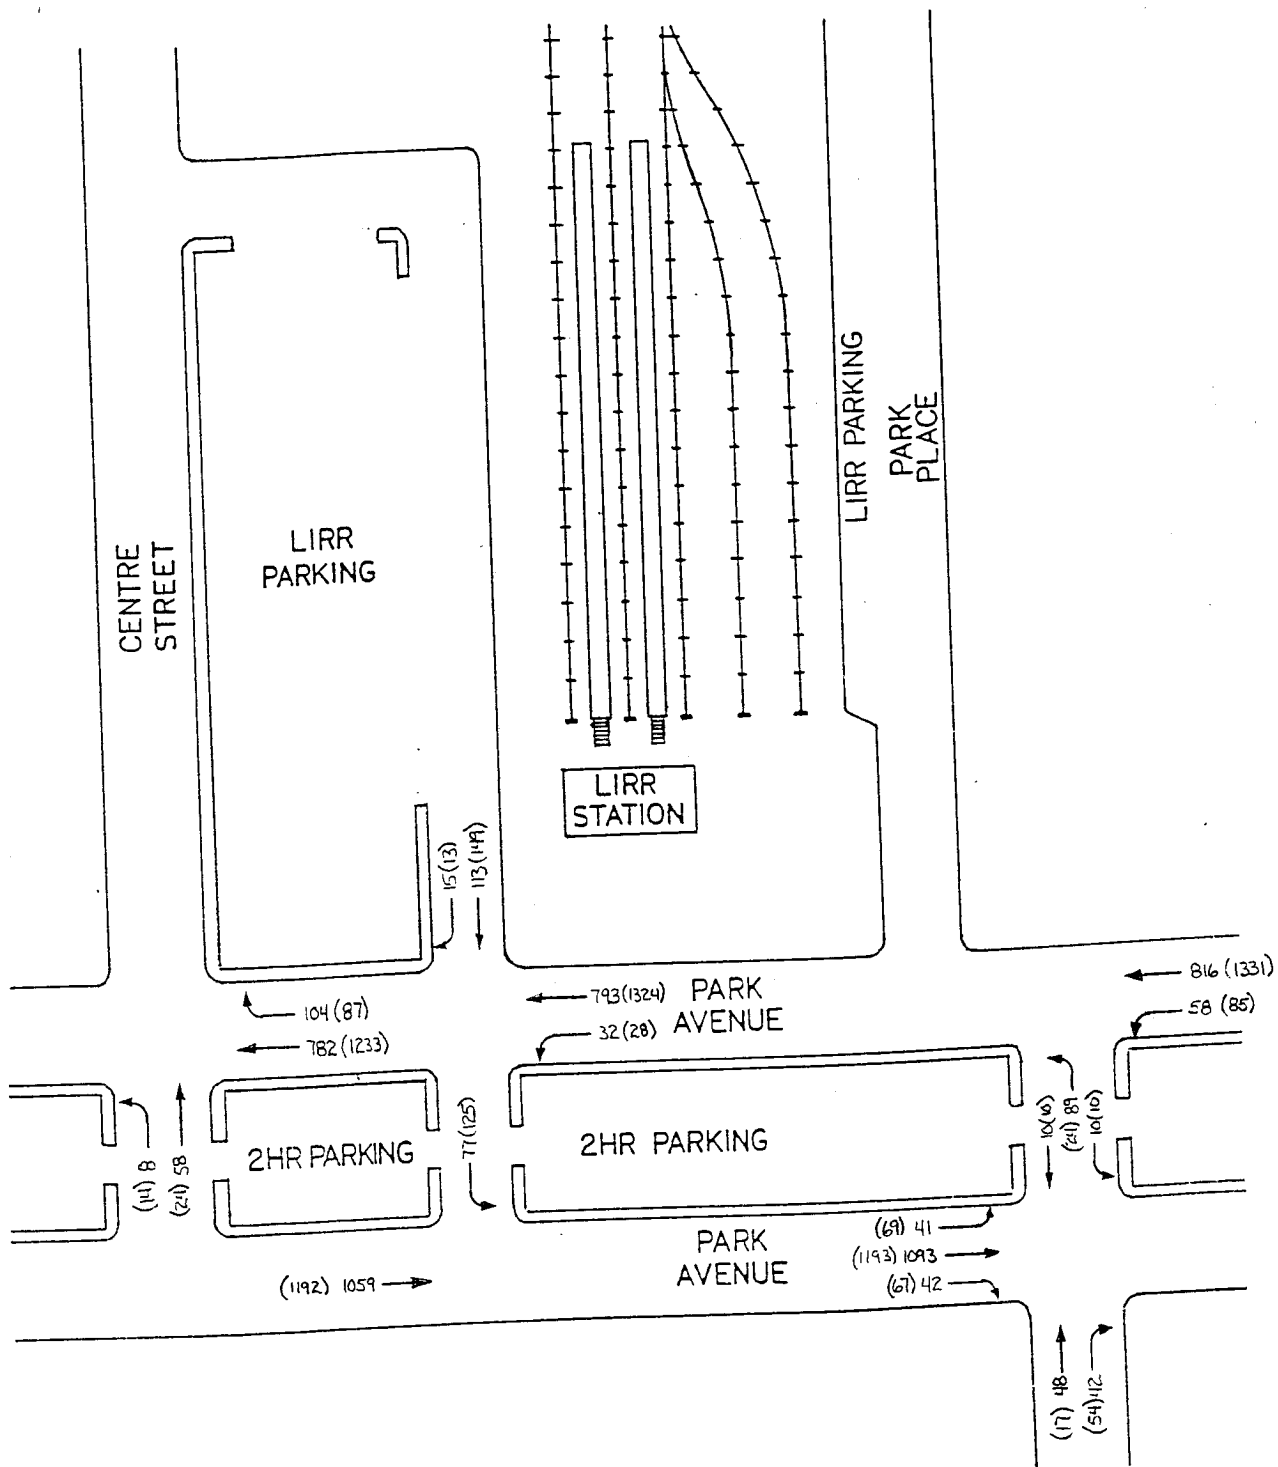 LIRR PARKING
PARK
PLACE
LIRR
PARKING
CENTRE
STREET
LIRR
STATION
15(13)
113(149)
816 (1331)
793(1324)
PARK
AVENUE
58 (85)
104 (87)
32(28)
782 (1233)
77(125)
10(10)
(24) 89
10(10)
2HR PARKING
2HR PARKING
(14) 8
(24) 58
(69) 41
PARK
AVENUE
(1193) 1093
(1192) 1059
(67) 42
(17) 48
(54) 42